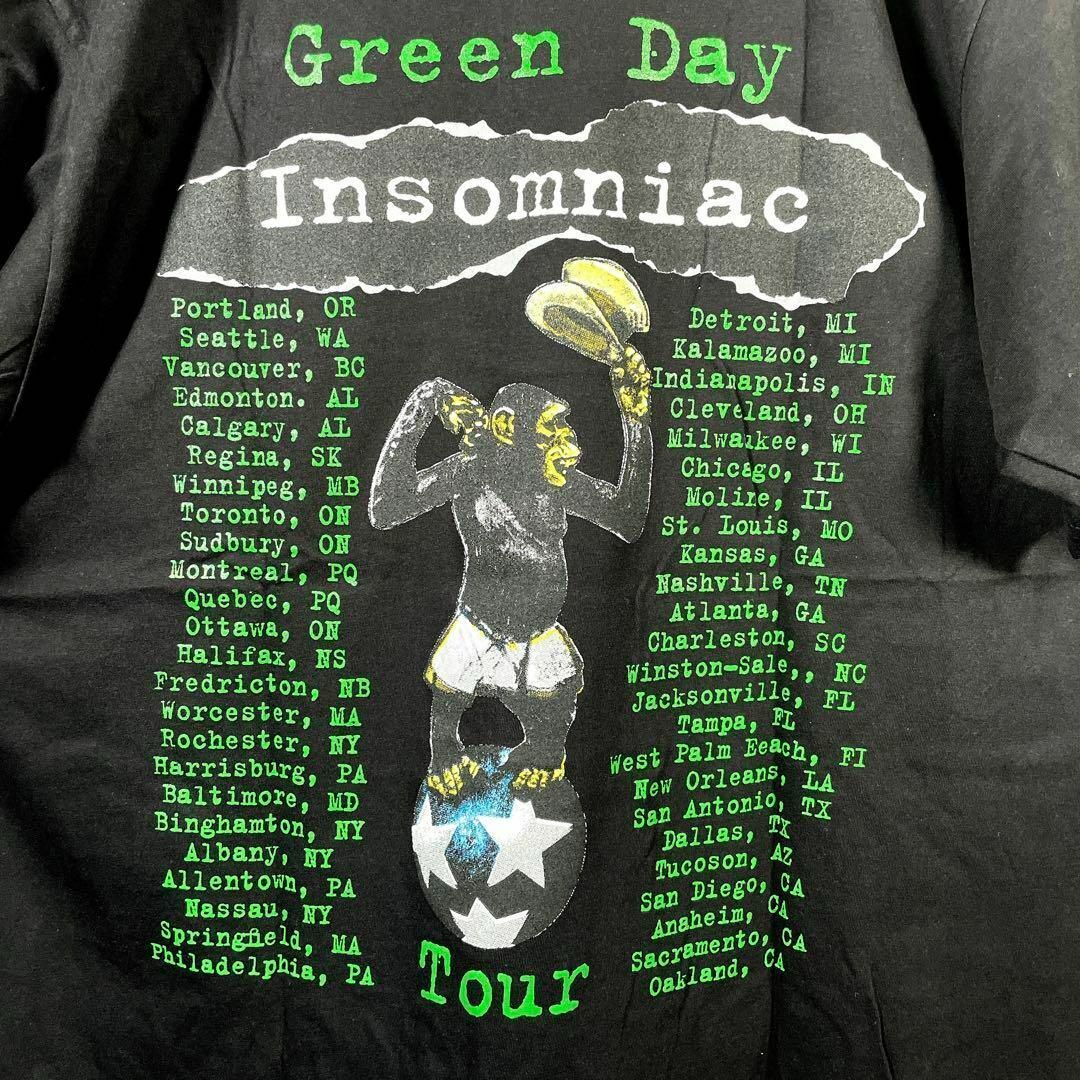 Green Day
Insomniac
Portland, OR
Seattle, WA
Vancouver, BC
Edmonton. AL
Calgary, AL
Regina, SK
Winnipeg, MB
Toronto, ON
Sudbury, ON
Montreal, PQ
Quebec, PQ
Ottawa, ON
Halifax, NS
Fredricton, NB
Worcester, MA
Rochester, NY
Harrisburg, PA
Baltimore, MD
Binghamton, NY
Albany, NY
Allentown, PA
Nassau, NY
Springfield, MA
Philadelphia, PA
Detroit, MI
Kalamazoo, MI
Indianapolis, IN
Cleveland, OH
Milwaukee, WI
Chicago, IL
Moline, IL
St. Louis, MO
Kansas, GA
Nashville, TN
Atlanta, GA
Charleston, SC
Winston-Sale,, NC
Jacksonville, FL
Tampa, FL
West Palm Eeach, FI
New Orleans, LA
San Antonio, TX
Dallas, TX
Tucoson, AZ
San Diego, CA
Anaheim, CA
Sacramento, CA
Oakland, CA
Tour